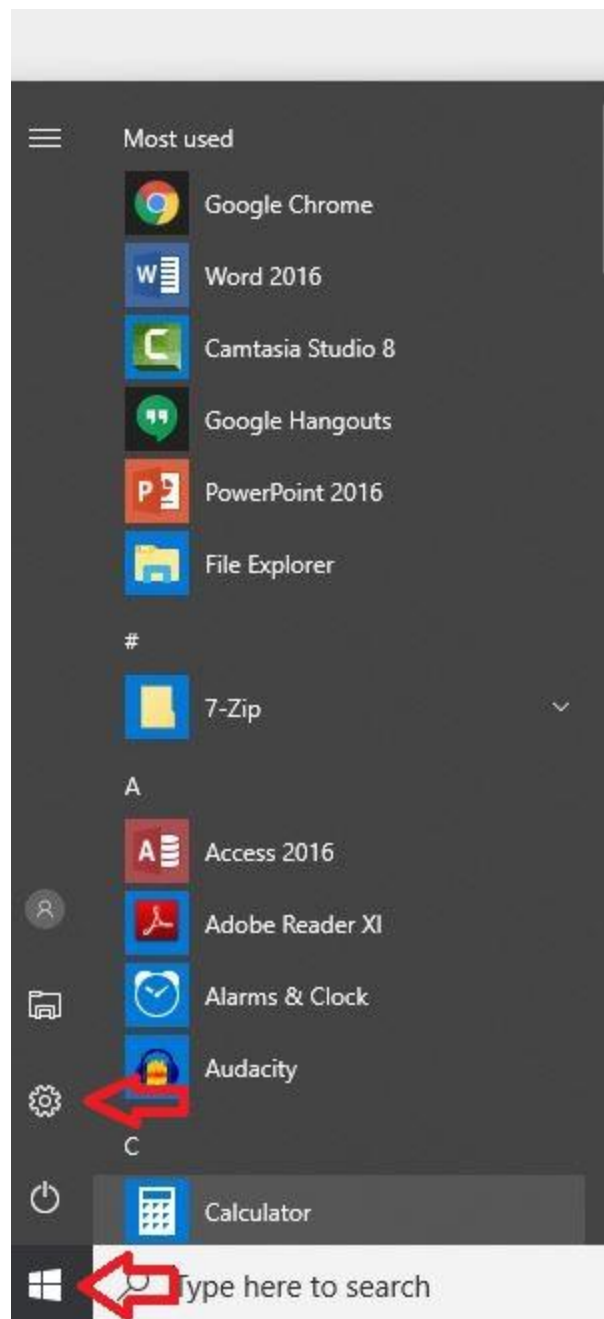 Most used
Google Chrome
Word 2016
Camtasia Studio 8
Google Hangouts
PowerPoint 2016
File Explorer
#
7-Zip
A
Access 2016
Adobe Reader XI
Alarms & Clock
Audacity
C
Calculator
Type here to search